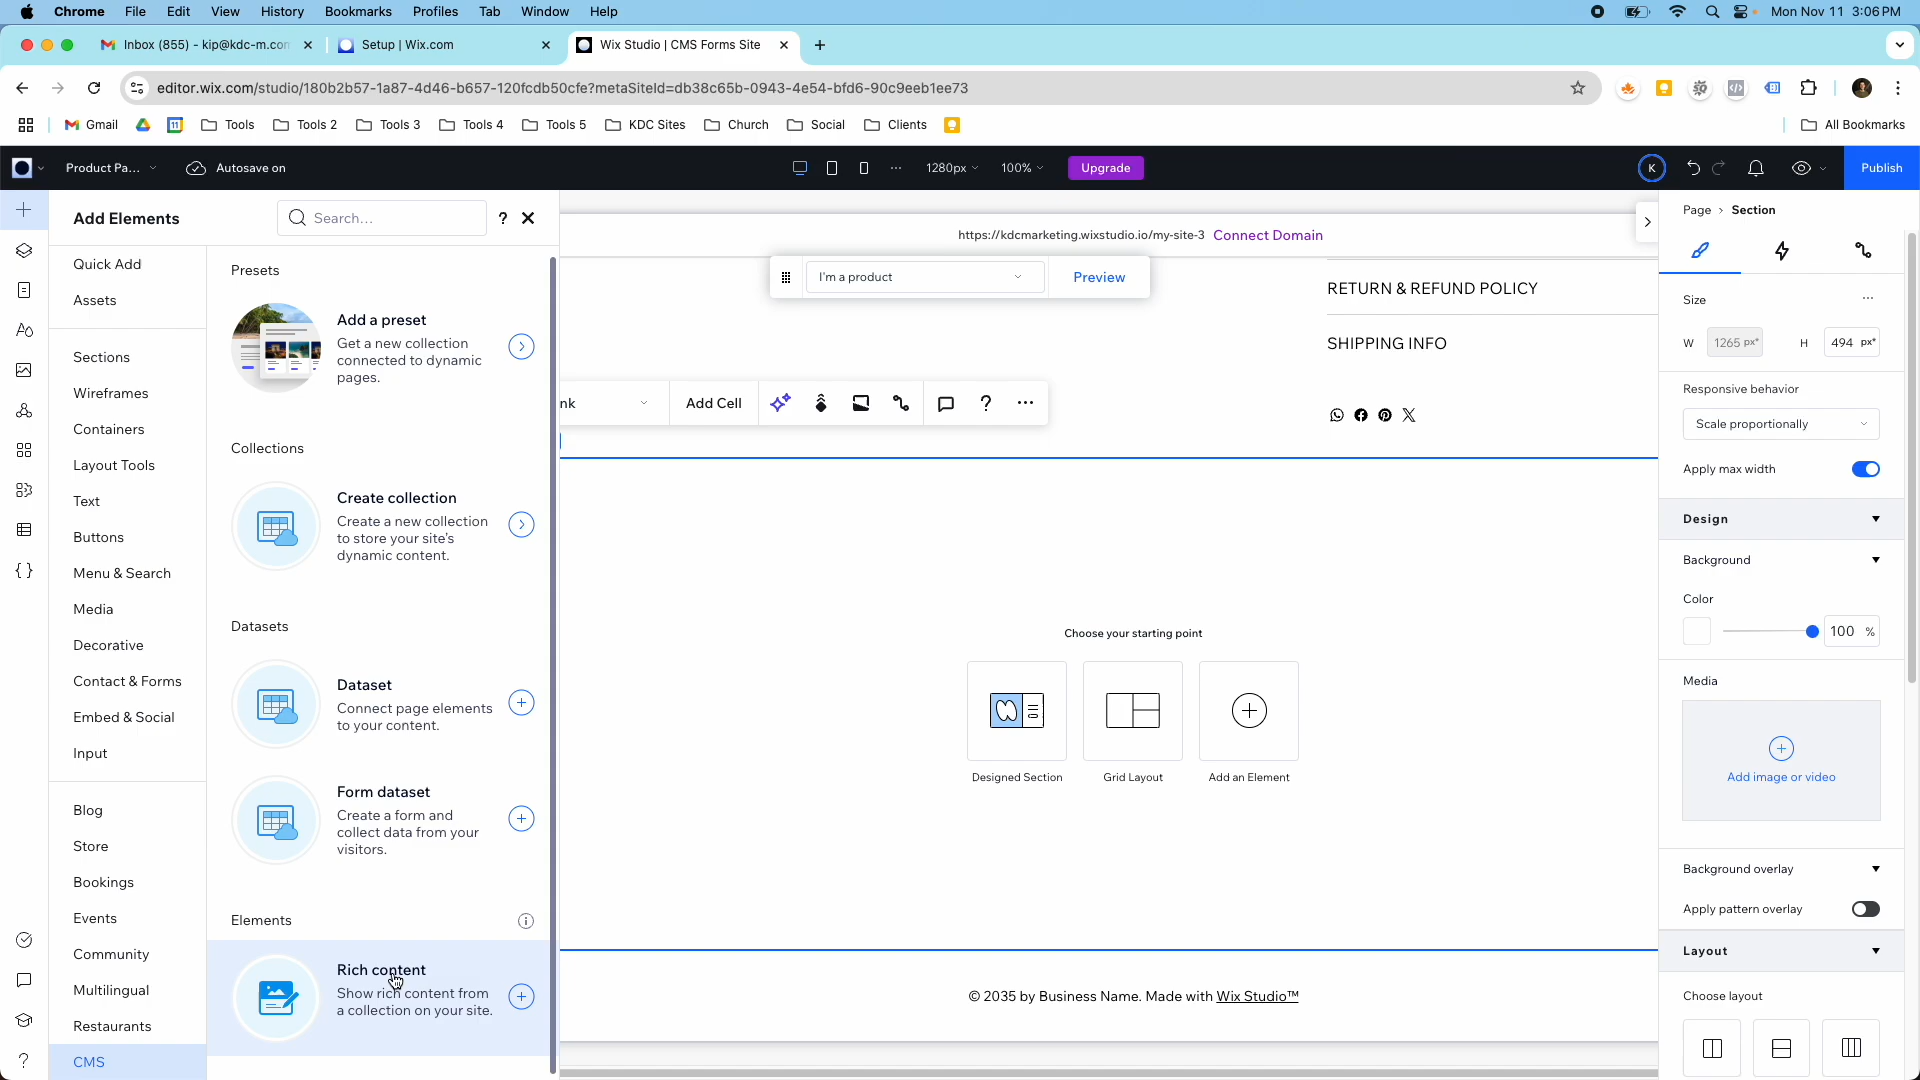 Chrome File Edit View History Bookmarks Profiles Tab Window Help Mon Nov 11 3:06 PM
Inbox (855) - kip@kdc-m.con Setup | Wix.com Wix Studio | CMS Forms Site
editor.wix.com/studio/180b2b57-1a87-4d46-b657-120fcdb50cfe?metaSiteId=db38c65b-0943-4e54-bfd6-90c9eeb1ee73
Gmail 11 Tools Tools 2 Tools 3 Tools 4 Tools 5 KDC Sites Church Social Clients All Bookmarks
Product Pa... Autosave on 1280px 100% Upgrade K Publish
Add Elements Search... ?
Quick Add
Assets
Sections
Wireframes
Containers
Layout Tools
Text
Buttons
Menu & Search
Media
Decorative
Contact & Forms
Embed & Social
Input
Blog
Store
Bookings
Events
Community
Multilingual
Restaurants
CMS
Presets
Add a preset
Get a new collection
connected to dynamic
pages.
Collections
Create collection
Create a new collection
to store your site's
dynamic content.
Datasets
Dataset
Connect page elements
to your content.
Form dataset
Create a form and
collect data from your
visitors.
Elements
Rich content
Show rich content from
a collection on your site.
https://kdcmarketing.wixstudio.io/my-site-3 Connect Domain
I'm a product Preview
RETURN & REFUND POLICY
SHIPPING INFO
nk Add Cell ?
Choose your starting point
Designed Section Grid Layout Add an Element
© 2035 by Business Name. Made with Wix Studio™
Page > Section
Size
W 1265 px* H 494 px*
Responsive behavior
Scale proportionally
Apply max width
Design
Background
Color
100 %
Media
Add image or video
Background overlay
Apply pattern overlay
Layout
Choose layout